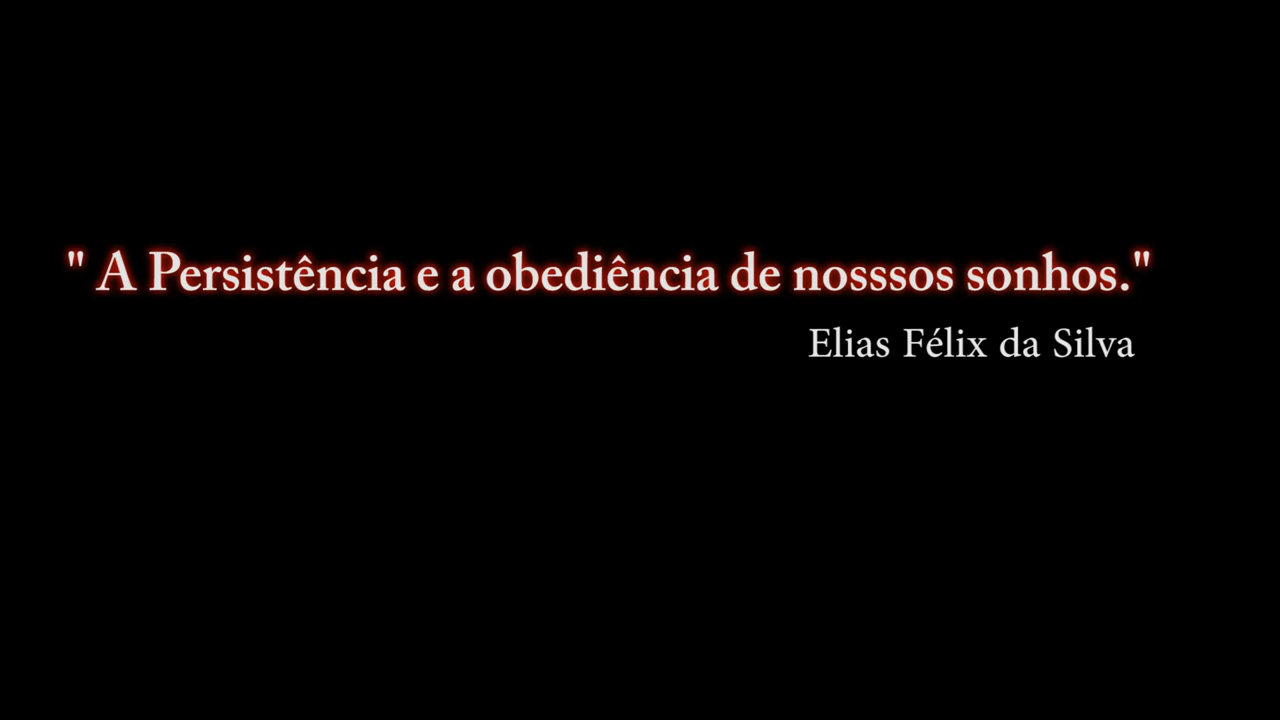 " A Persistência e a obediência de nosssos sonhos."
Elias Félix da Silva